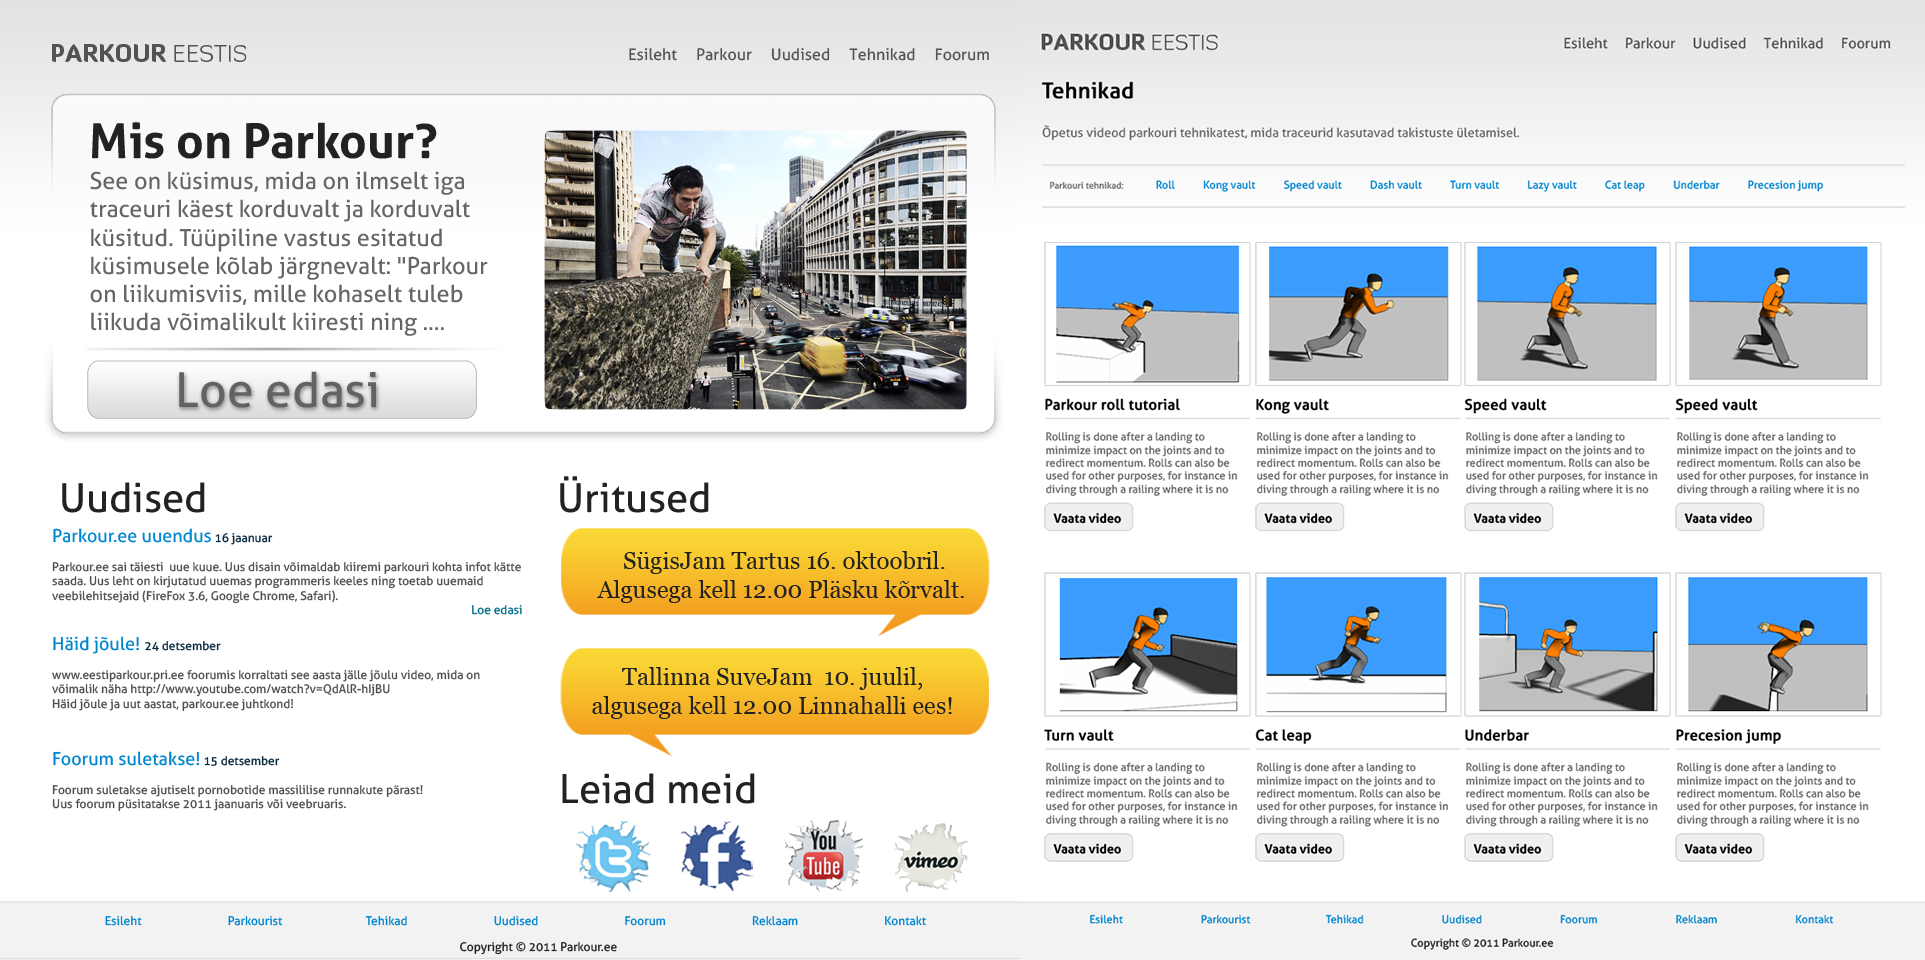 PARKOUR EESTIS
Esileht Parkour Uudised Tehnikad Foorum
Mis on Parkour?
See on küsimus, mida on ilmselt iga
traceuri käest korduvalt ja korduvalt
küsitud. Tüüpiline vastus esitatud
küsimusele kõlab järgnevalt: "Parkour
on liikumisviis, mille kohaselt tuleb
liikuda võimalikult kiiresti ning ....
Loe edasi
Uudised
Parkour.ee uuendus 16 jaanuar
Parkour.ee sai täiesti uue kuue. Uus disain võimaldab kiiremi parkouri kohta infot kätte
saada. Uus leht on kirjutatud uuemas programmeris keeles ning toetab uuemaid
veebilehitsejaid (FireFox 3.6, Google Chrome, Safari).
Loe edasi
Häid jõule! 24 detsember
www.eestiparkour.pri.ee foorumis korraltati see aasta jälle jõulu video, mida on
võimalik näha http://www.youtube.com/watch?v=QdAlR-hIjBU
Häid jõule ja uut aastat, parkour.ee juhtkond!
Foorum suletakse! 15 detsember
Foorum suletakse ajutiselt pornobotide massililise runnakute pärast!
Uus foorum püsitatakse 2011 jaanuaris või veebruaris.
Üritused
SügisJam Tartus 16. oktoobril.
Algusega kell 12.00 Pläsku kõrvalt.
Tallinna SuveJam 10. juulil,
algusega kell 12.00 Linnahalli ees!
Leiad meid
You
Tube
vimeo
Esileht Parkourist Tehikad Uudised Foorum Reklaam Kontakt
Copyright © 2011 Parkour.ee
PARKOUR EESTIS
Esileht Parkour Uudised Tehnikad Foorum
Tehnikad
Õpetus videod parkouri tehnikatest, mida traceurid kasutavad takistuste ületamisel.
Parkouri tehnikad: Roll Kong vault Speed vault Dash vault Turn vault Lazy vault Cat leap Underbar Precesion jump
Parkour roll tutorial
Rolling is done after a landing to
minimize impact on the joints and to
redirect momentum. Rolls can also be
used for other purposes, for instance in
diving through a railing where it is no
Vaata video
Kong vault
Rolling is done after a landing to
minimize impact on the joints and to
redirect momentum. Rolls can also be
used for other purposes, for instance in
diving through a railing where it is no
Vaata video
Speed vault
Rolling is done after a landing to
minimize impact on the joints and to
redirect momentum. Rolls can also be
used for other purposes, for instance in
diving through a railing where it is no
Vaata video
Speed vault
Rolling is done after a landing to
minimize impact on the joints and to
redirect momentum. Rolls can also be
used for other purposes, for instance in
diving through a railing where it is no
Vaata video
Turn vault
Rolling is done after a landing to
minimize impact on the joints and to
redirect momentum. Rolls can also be
used for other purposes, for instance in
diving through a railing where it is no
Vaata video
Cat leap
Rolling is done after a landing to
minimize impact on the joints and to
redirect momentum. Rolls can also be
used for other purposes, for instance in
diving through a railing where it is no
Vaata video
Underbar
Rolling is done after a landing to
minimize impact on the joints and to
redirect momentum. Rolls can also be
used for other purposes, for instance in
diving through a railing where it is no
Vaata video
Precesion jump
Rolling is done after a landing to
minimize impact on the joints and to
redirect momentum. Rolls can also be
used for other purposes, for instance in
diving through a railing where it is no
Vaata video
Esileht Parkourist Tehikad Uudised Foorum Reklaam Kontakt
Copyright © 2011 Parkour.ee